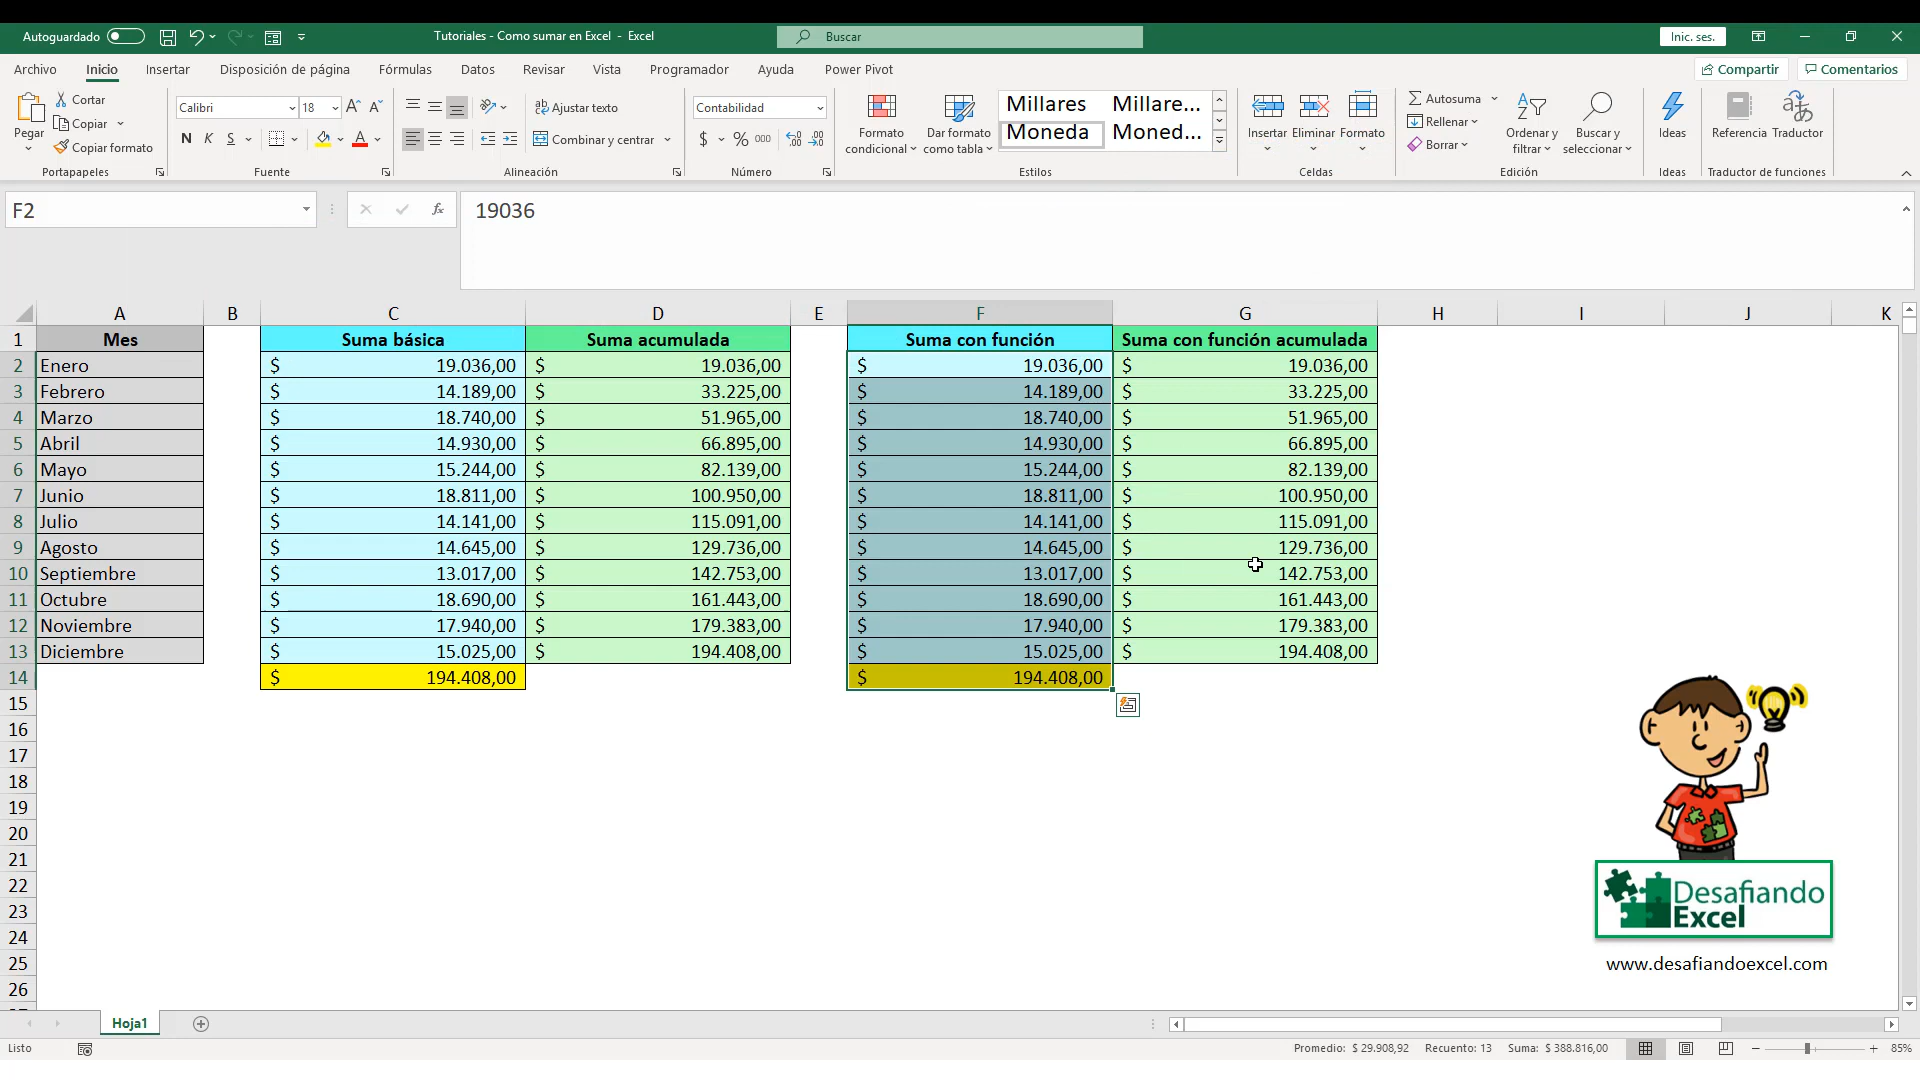 Autoguardado Tutoriales - Como sumar en Excel - Excel Buscar Inic. ses.
Archivo Inicio Insertar Disposición de página Fórmulas Datos Revisar Vista Programador Ayuda Power Pivot Compartir Comentarios
Pegar Cortar Copiar Copiar formato Portapapeles
Calibri 18 A A N K S A Fuente
Ajustar texto Combinar y centrar Alineación
Contabilidad $ % 000 Número
Formato condicional Dar formato como tabla Millares Millare... Moneda Moned... Estilos
Insertar Eliminar Formato Celdas
Autosuma Rellenar Borrar Ordenar y filtrar Buscar y seleccionar Edición
Ideas Ideas
Referencia Traductor Traductor de funciones
F2 fx 19036
A B C D E F G H I J K
1 Mes Suma básica Suma acumulada Suma con función Suma con función acumulada
2 Enero $ 19.036,00 $ 19.036,00 $ 19.036,00 $ 19.036,00
3 Febrero $ 14.189,00 $ 33.225,00 $ 14.189,00 $ 33.225,00
4 Marzo $ 18.740,00 $ 51.965,00 $ 18.740,00 $ 51.965,00
5 Abril $ 14.930,00 $ 66.895,00 $ 14.930,00 $ 66.895,00
6 Mayo $ 15.244,00 $ 82.139,00 $ 15.244,00 $ 82.139,00
7 Junio $ 18.811,00 $ 100.950,00 $ 18.811,00 $ 100.950,00
8 Julio $ 14.141,00 $ 115.091,00 $ 14.141,00 $ 115.091,00
9 Agosto $ 14.645,00 $ 129.736,00 $ 14.645,00 $ 129.736,00
10 Septiembre $ 13.017,00 $ 142.753,00 $ 13.017,00 $ 142.753,00
11 Octubre $ 18.690,00 $ 161.443,00 $ 18.690,00 $ 161.443,00
12 Noviembre $ 17.940,00 $ 179.383,00 $ 17.940,00 $ 179.383,00
13 Diciembre $ 15.025,00 $ 194.408,00 $ 15.025,00 $ 194.408,00
14 $ 194.408,00 $ 194.408,00
15
16
17
18
19
20
21
22
23
24
25
26
Desafiando
Excel
www.desafiandoexcel.com
Hoja1
Listo Promedio: $ 29.908,92 Recuento: 13 Suma: $ 388.816,00 85%